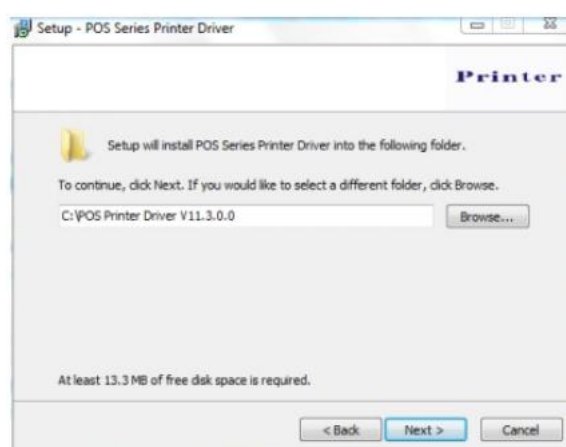 Setup - POS Series Printer Driver
Printer
Setup will install POS Series Printer Driver into the following folder.
To continue, click Next. If you would like to select a different folder, click Browse.
C:\POS Printer Driver V11.3.0.0
Browse...
At least 13.3 MB of free disk space is required.
< Back
Next >
Cancel